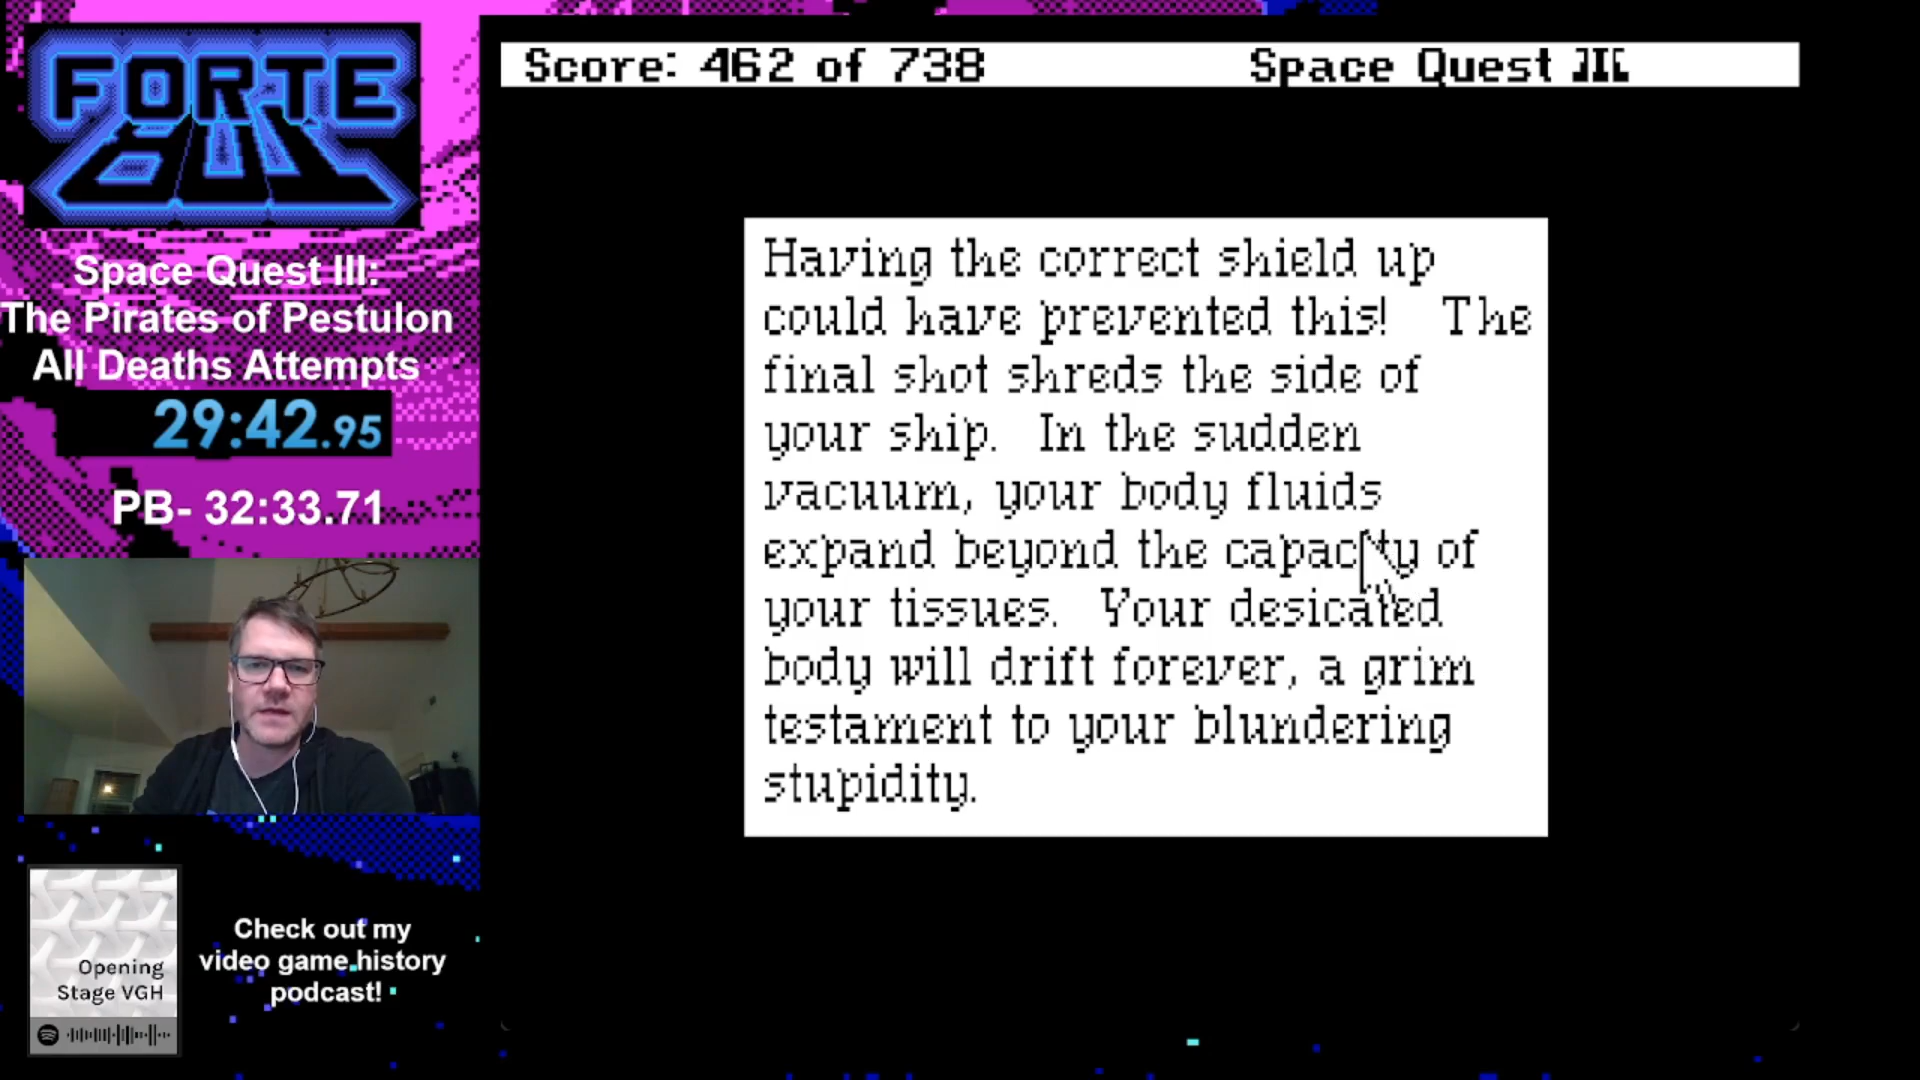 FORTE
Space Quest III:
The Pirates of Pestulon
All Deaths Attempts
29:42.95
PB- 32:33.71
Opening
Stage VGH
Check out my
video game history
podcast!
Score: 462 of 738 Space Quest III
Having the correct shield up
could have prevented this! The
final shot shreds the side of
your ship. In the sudden
vacuum, your body fluids
expand beyond the capacity of
your tissues. Your desicated
body will drift forever, a grim
testament to your blundering
stupidity.